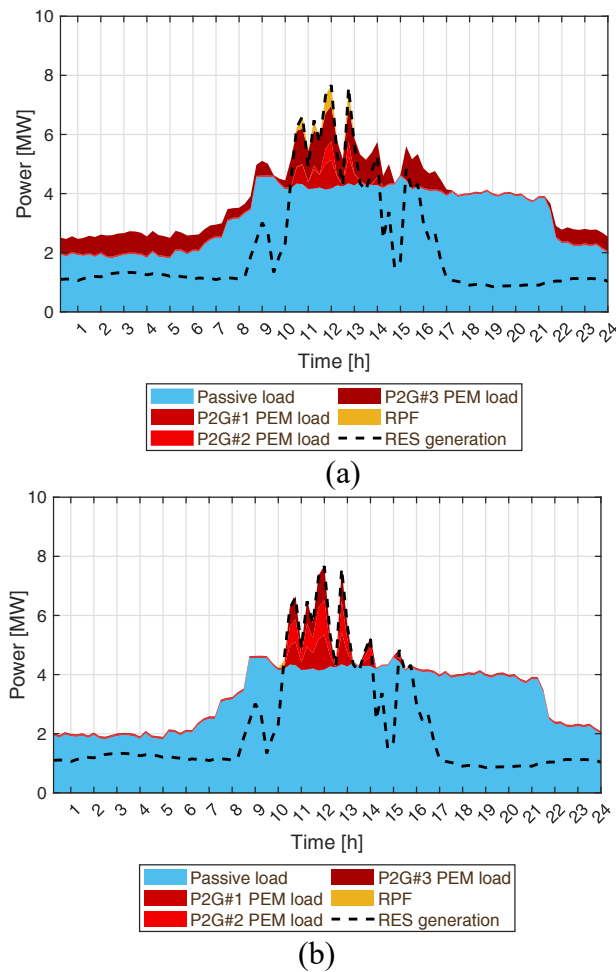 10
8
6
4
2
0
Power [MW]
1 2 3 4 5 6 7 8 9 10 11 12 13 14 15 16 17 18 19 20 21 22 23 24
Time [h]
Passive load P2G#3 PEM load
P2G#1 PEM load RPF
P2G#2 PEM load RES generation
(a)
10
8
6
4
2
0
Power [MW]
1 2 3 4 5 6 7 8 9 10 11 12 13 14 15 16 17 18 19 20 21 22 23 24
Time [h]
Passive load P2G#3 PEM load
P2G#1 PEM load RPF
P2G#2 PEM load RES generation
(b)